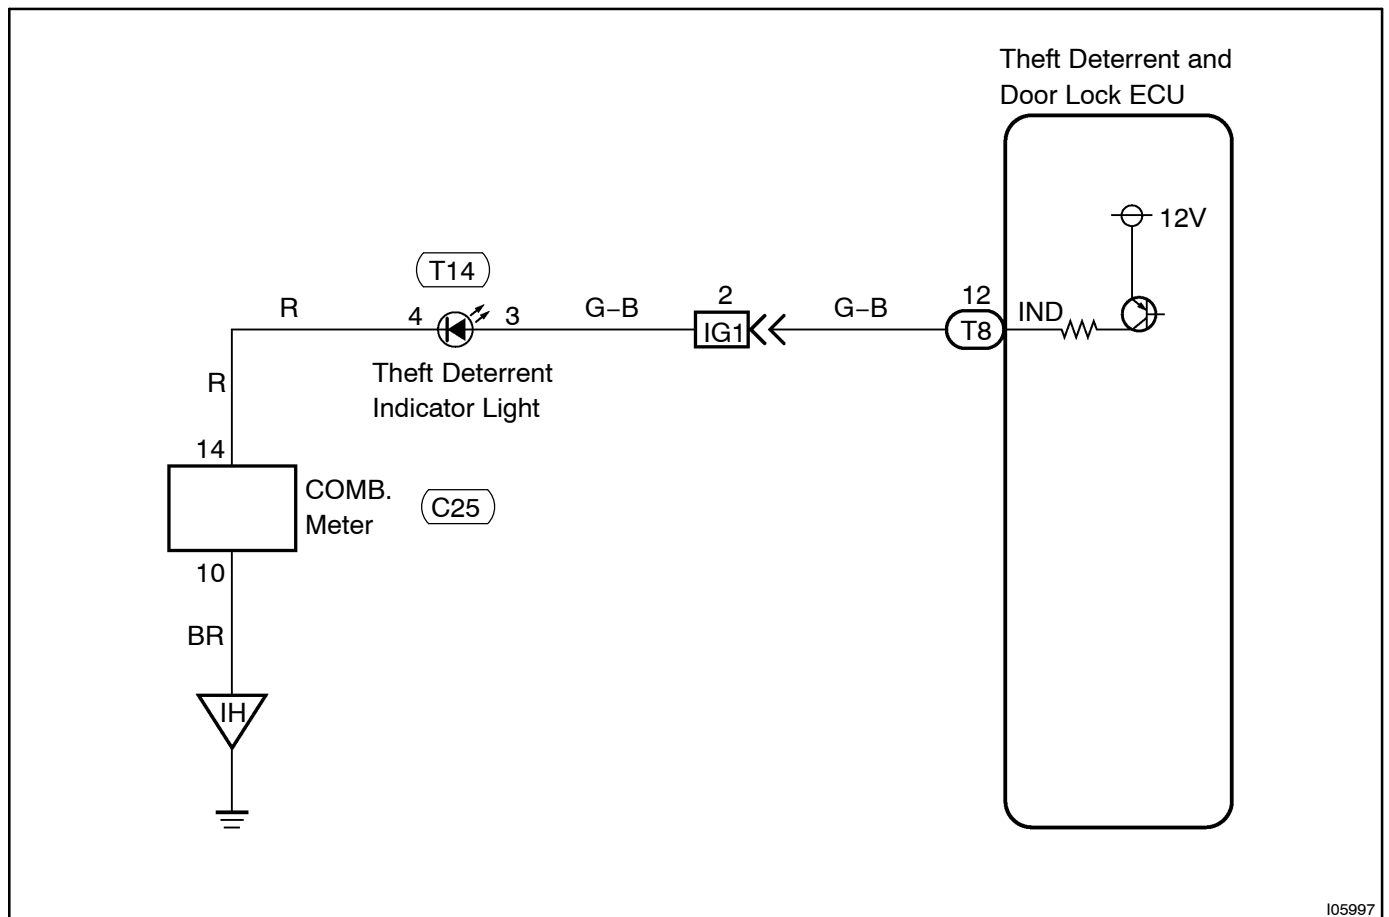 Theft Deterrent and
Door Lock ECU
12V
T14
R
4
3
G−B
2
IG1
G−B
12
T8
IND
Theft Deterrent
Indicator Light
R
14
COMB.
Meter
C25
10
BR
IH
I05997